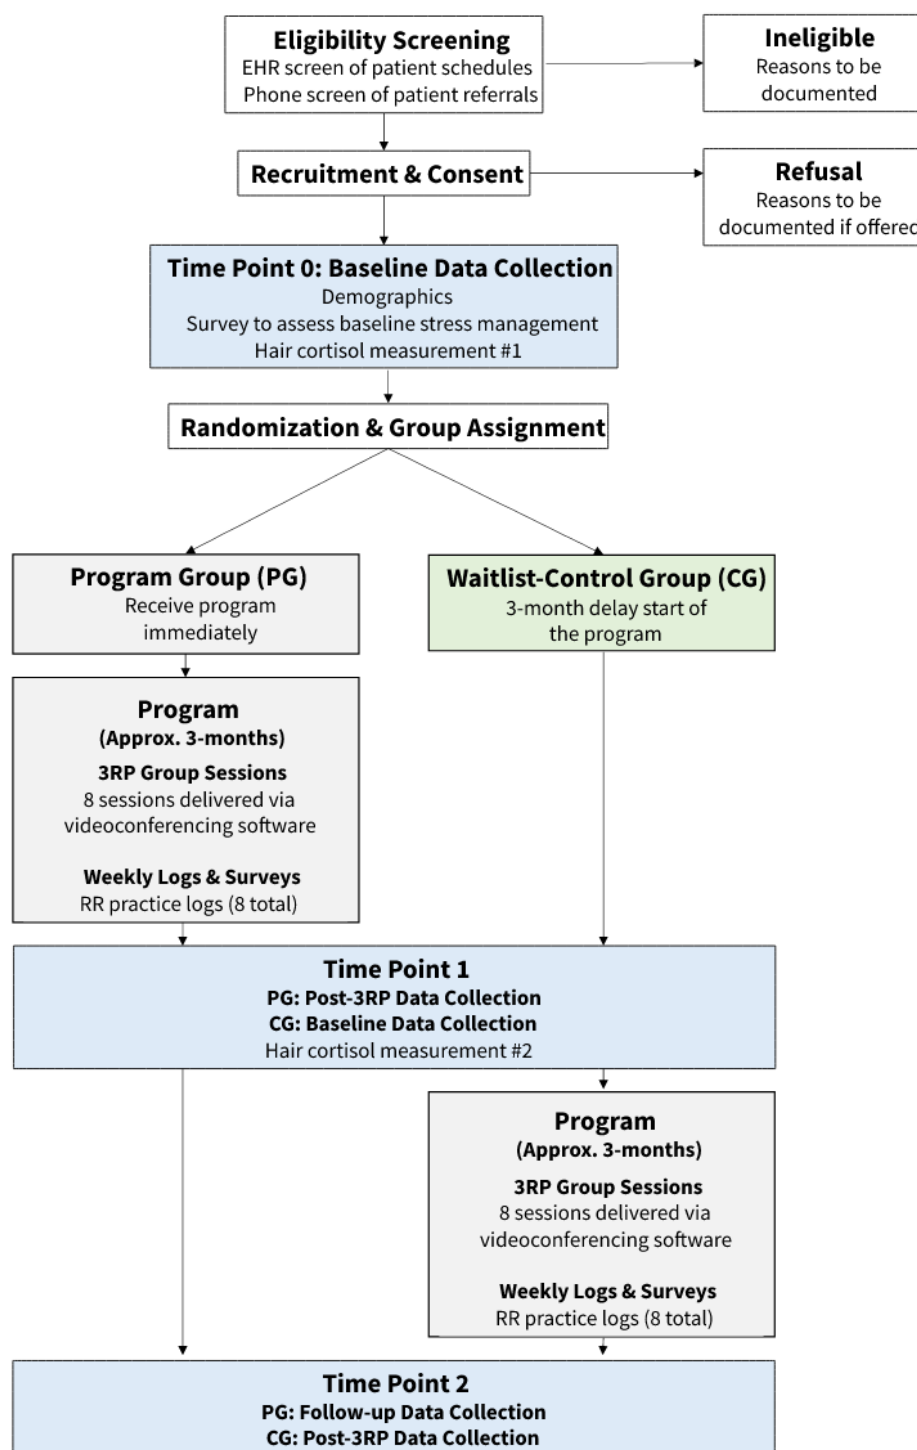 Eligibility Screening
EHR screen of patient schedules
Phone screen of patient referrals
Ineligible
Reasons to be
documented
Recruitment & Consent
Refusal
Reasons to be
documented if offered
Time Point 0: Baseline Data Collection
Demographics
Survey to assess baseline stress management
Hair cortisol measurement #1
Randomization & Group Assignment
Program Group (PG)
Receive program
immediately
Waitlist-Control Group (CG)
3-month delay start of
the program
Program
(Approx. 3-months)
3RP Group Sessions
8 sessions delivered via
videoconferencing software
Weekly Logs & Surveys
RR practice logs (8 total)
Time Point 1
PG: Post-3RP Data Collection
CG: Baseline Data Collection
Hair cortisol measurement #2
Program
(Approx. 3-months)
3RP Group Sessions
8 sessions delivered via
videoconferencing software
Weekly Logs & Surveys
RR practice logs (8 total)
Time Point 2
PG: Follow-up Data Collection
CG: Post-3RP Data Collection